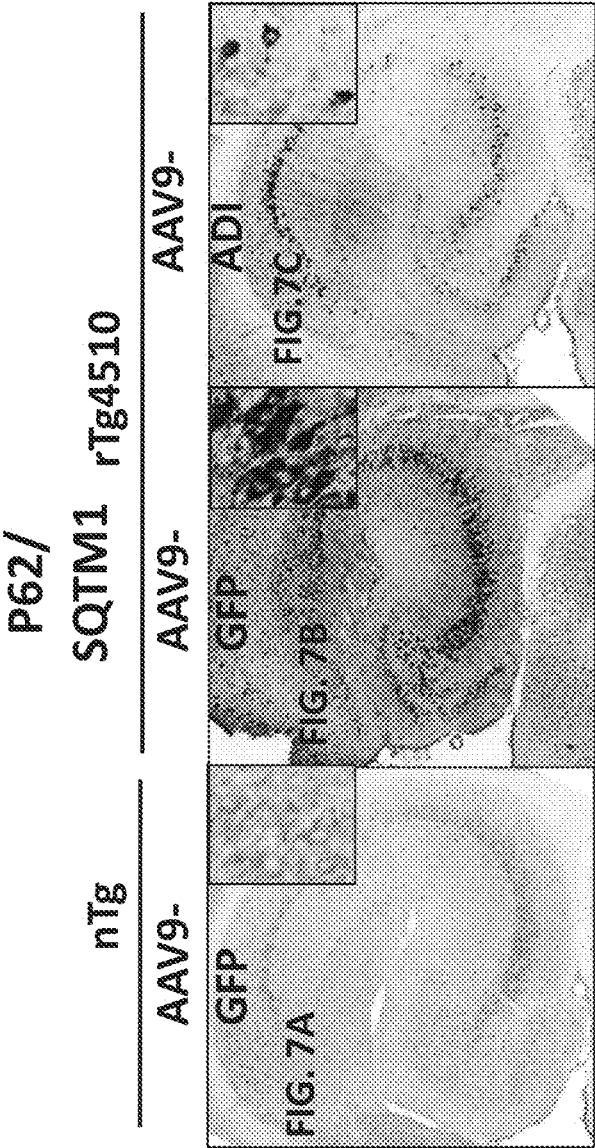 P62/
SQTM1 rTg4510
nTg
AAV9-
GFP
AAV9-
GFP
AAV9-
ADI
FIG. 7A
FIG. 7B
FIG. 7C